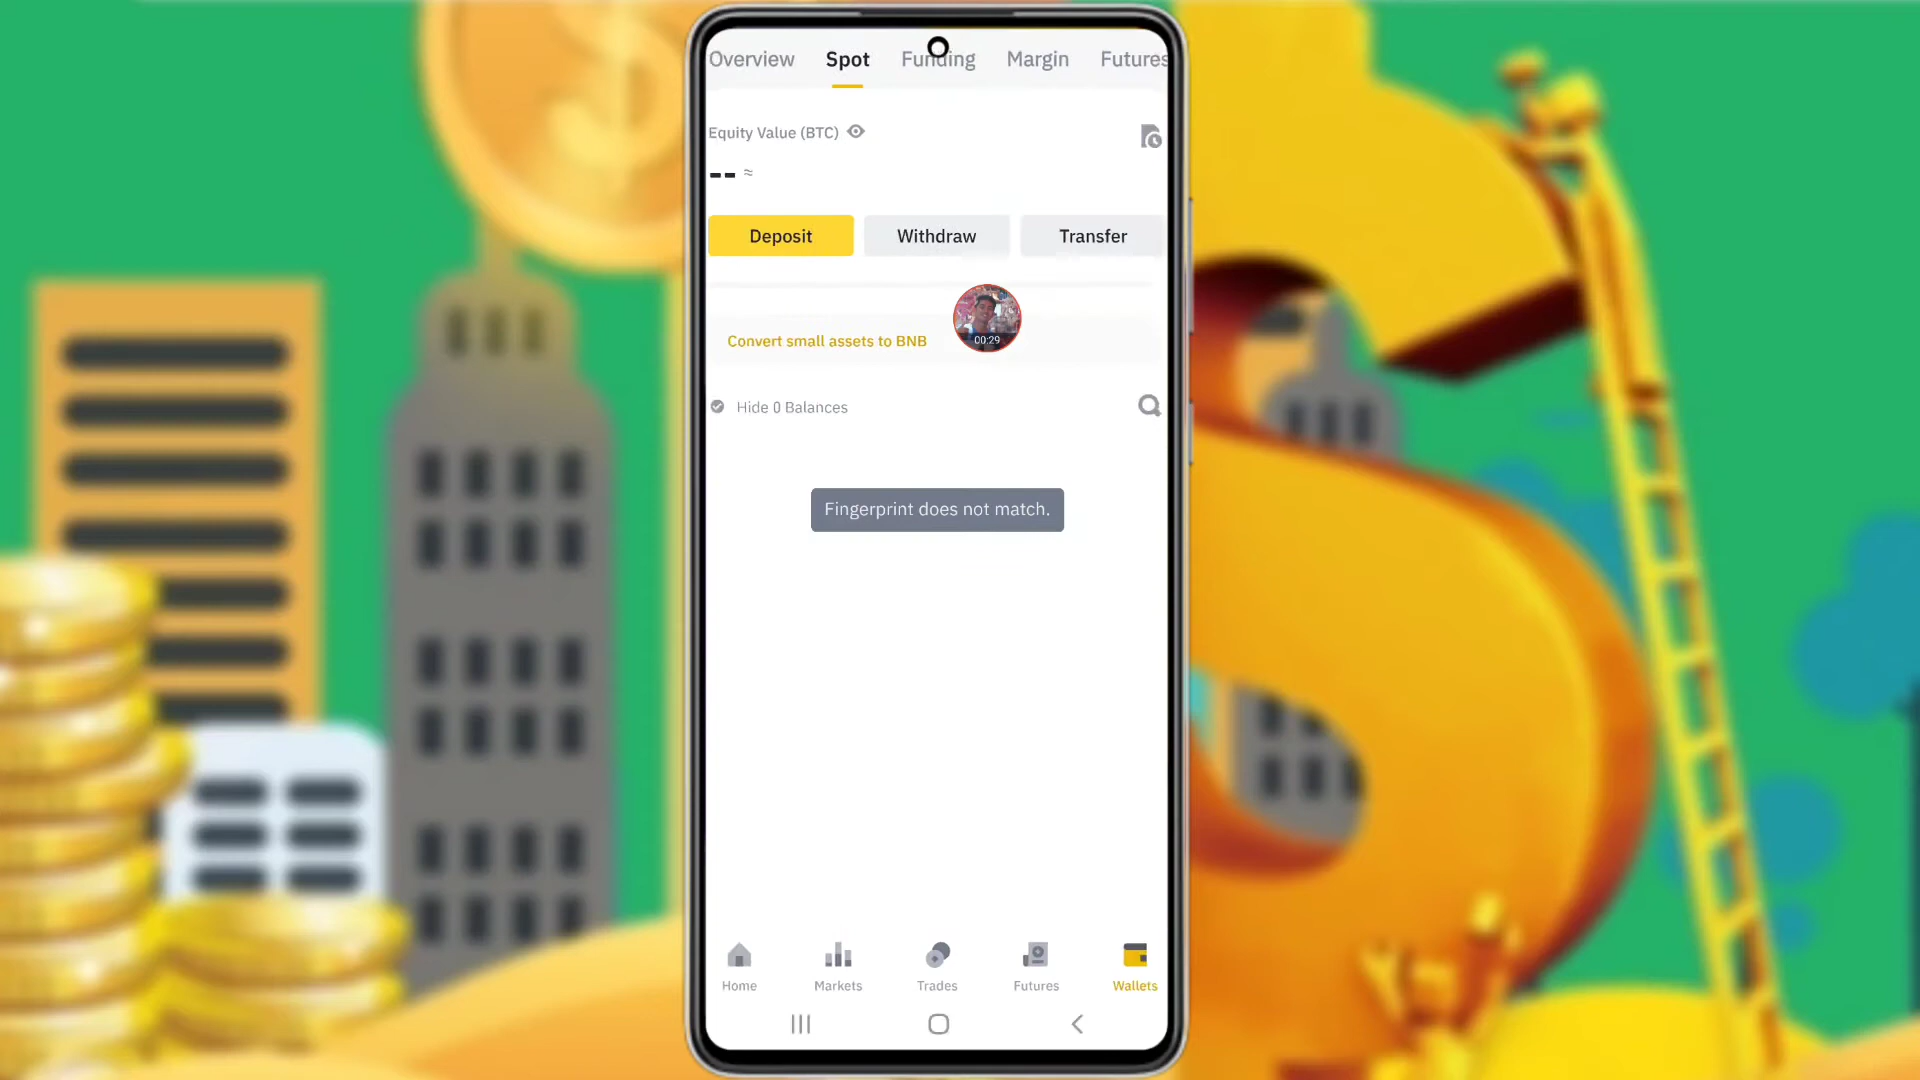 Overview Spot Funding Margin Futures
Equity Value (BTC)
-- ≈
Deposit Withdraw Transfer
00:29
Convert small assets to BNB
Hide 0 Balances
Fingerprint does not match.
Home Markets Trades Futures Wallets